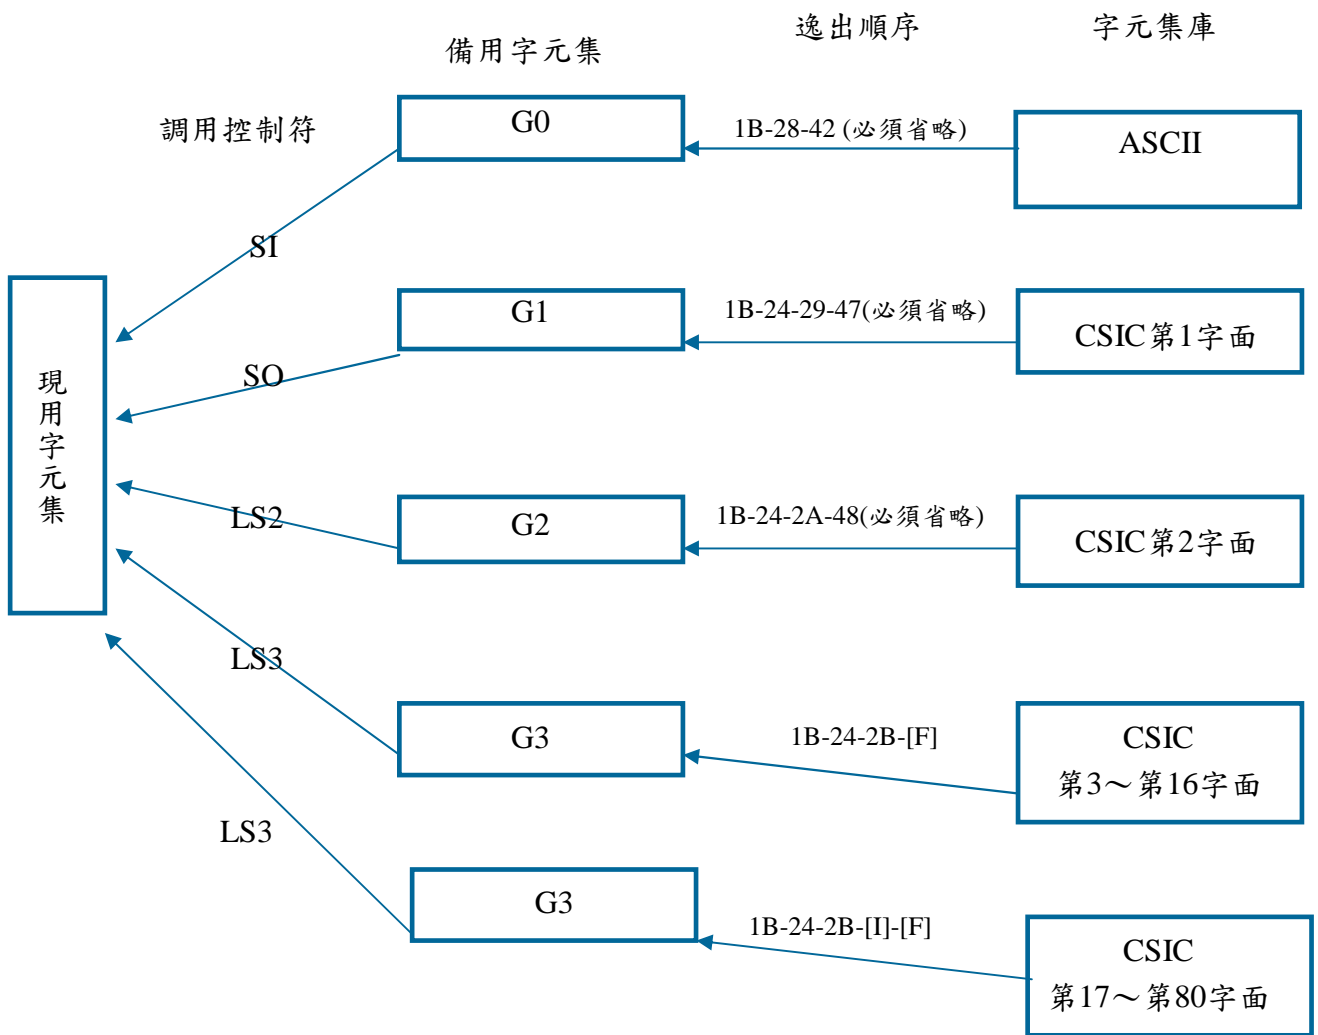 逸出順序
字元集庫
備用字元集
調用控制符
G0
1B-28-42 (必須省略)
ASCII
SI
G1
1B-24-29-47(必須省略)
CSIC第1字面
SO
現用字元集
LS2
G2
1B-24-2A-48(必須省略)
CSIC第2字面
LS3
G3
1B-24-2B-[F]
CSIC
第3～第16字面
LS3
G3
1B-24-2B-[I]-[F]
CSIC
第17～第80字面